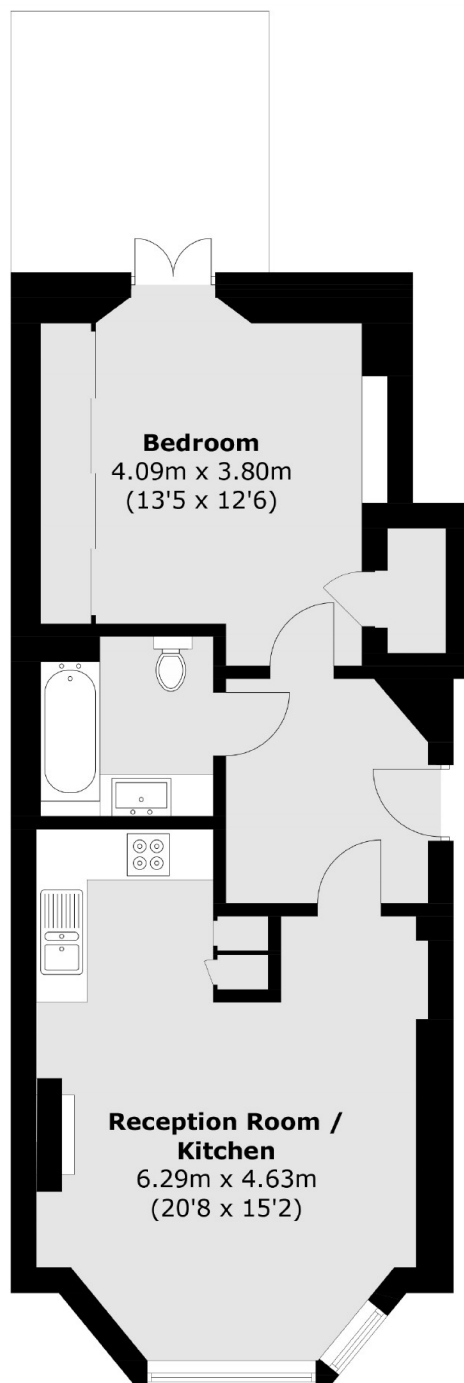 Bedroom
4.09m x 3.80m
(13'5 x 12'6)
Reception Room /
Kitchen
6.29m x 4.63m
(20'8 x 15'2)